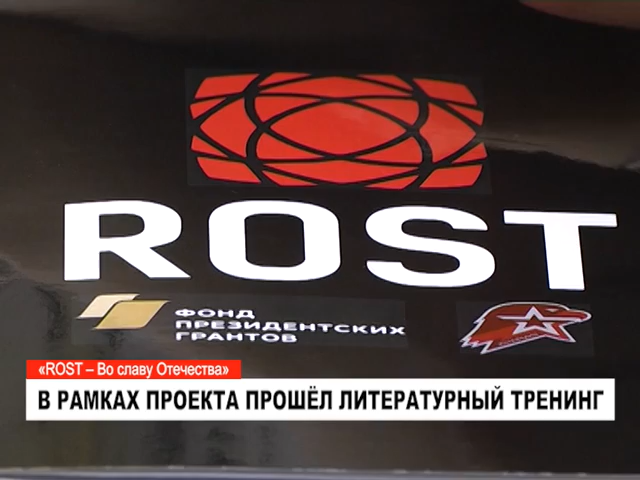 ROST
ФОНД
ПРЕЗИДЕНТСКИХ
ГРАНТОВ
«ROST – Во славу Отечества»
В РАМКАХ ПРОЕКТА ПРОШЁЛ ЛИТЕРАТУРНЫЙ ТРЕНИНГ